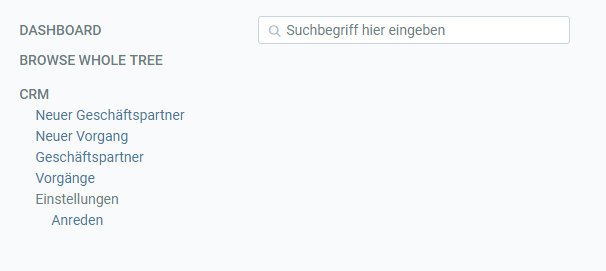 DASHBOARD
Suchbegriff hier eingeben
BROWSE WHOLE TREE
CRM
Neuer Geschäftspartner
Neuer Vorgang
Geschäftspartner
Vorgänge
Einstellungen
Anreden